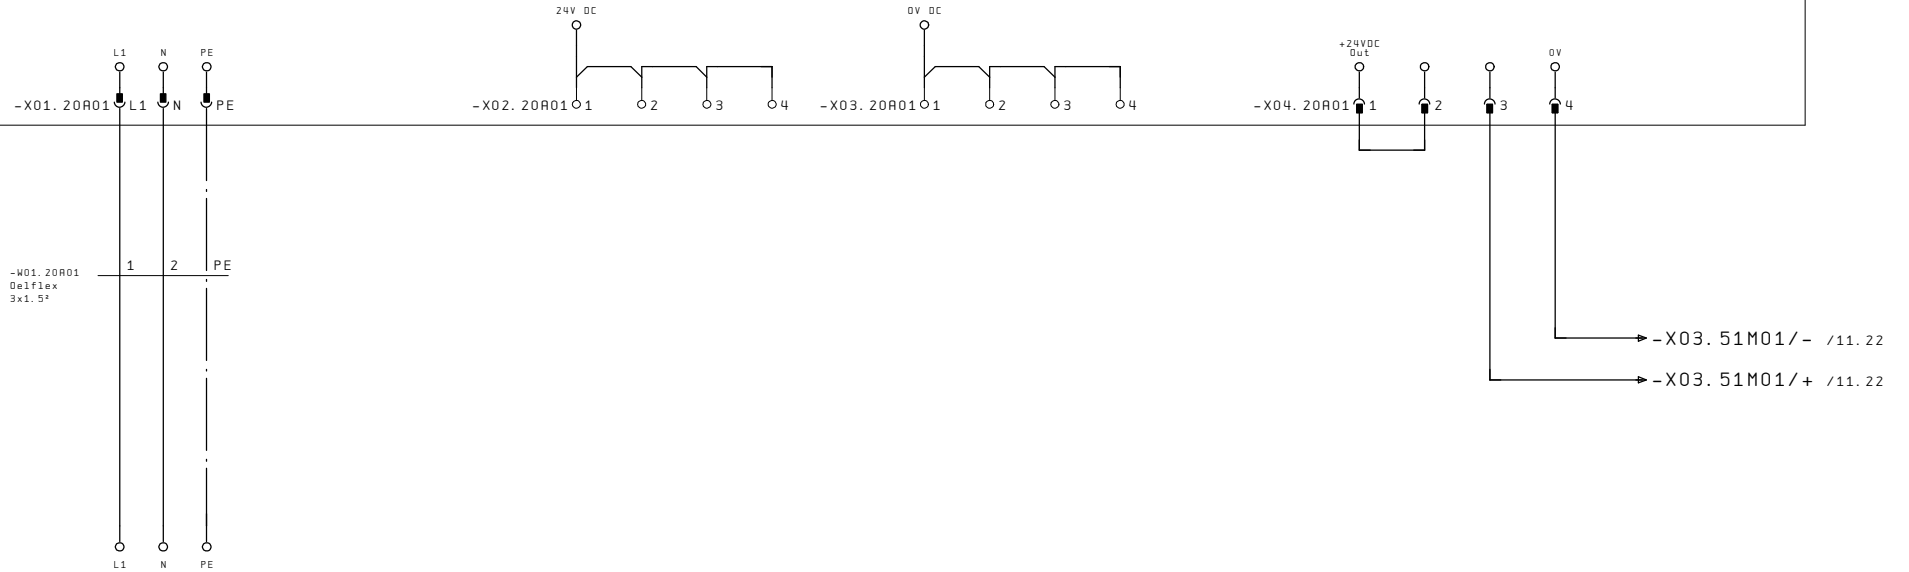 24V DC
0V DC
+24VDC
Out
0V
L1 N PE
-X01.20A01 L1 N PE
-X02.20A01 1 2 3 4
-X03.20A01 1 2 3 4
-X04.20A01 1 2 3 4
1 2 PE
-W01.20A01
Oelflex
3x1.5²
-X03.51M01/- /11.22
-X03.51M01/+ /11.22
L1 N PE